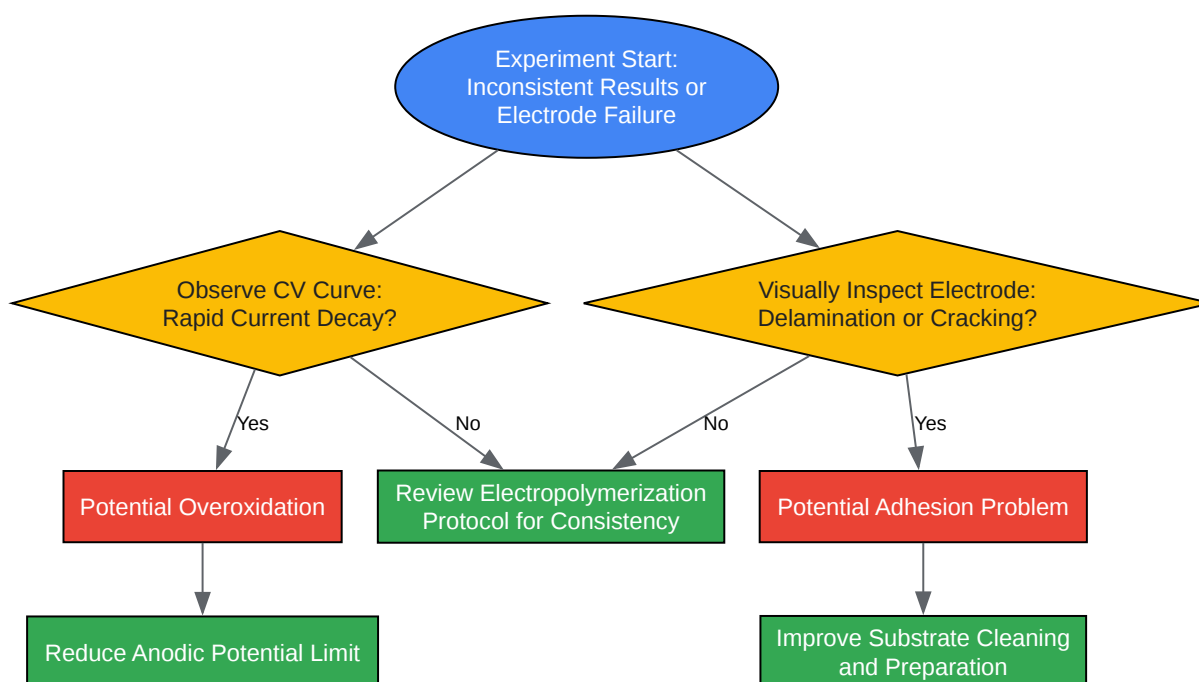 Experiment Start:
Inconsistent Results or
Electrode Failure
Observe CV Curve:
Rapid Current Decay?
Visually Inspect Electrode:
Delamination or Cracking?
Yes
No
No
Yes
Potential Overoxidation
Review Electropolymerization
Protocol for Consistency
Potential Adhesion Problem
Reduce Anodic Potential Limit
Improve Substrate Cleaning
and Preparation